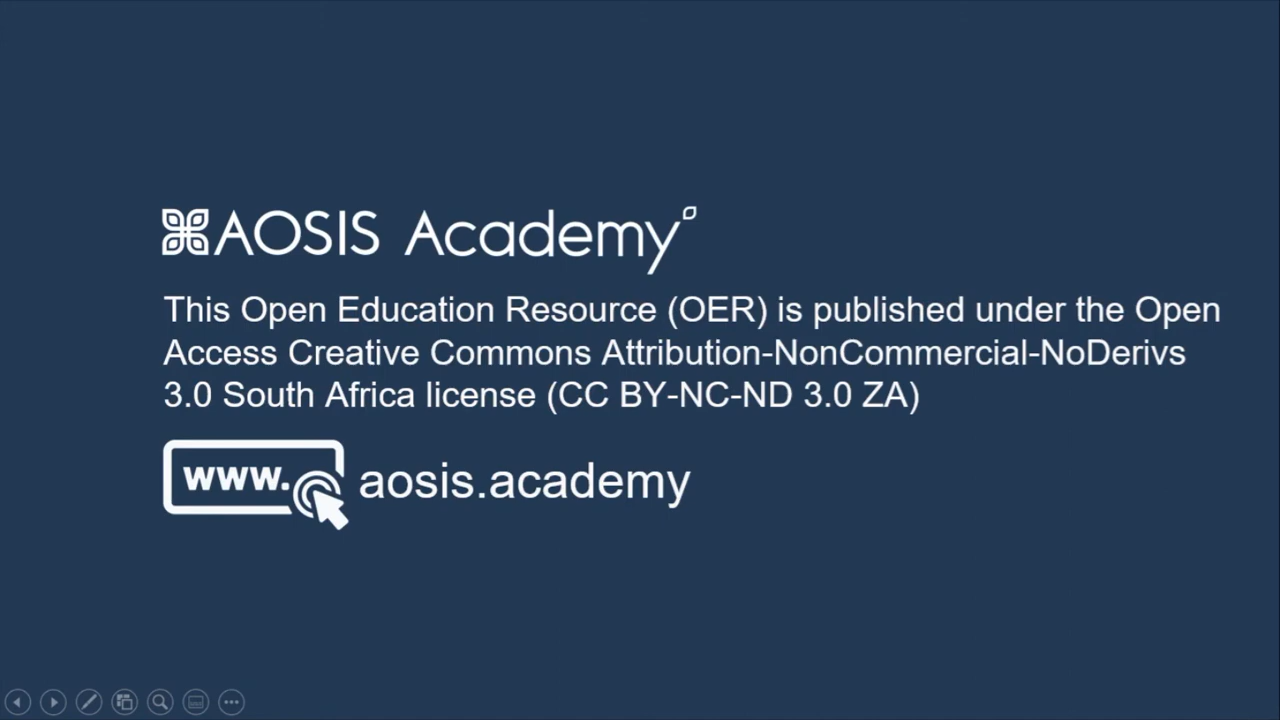 AOSIS Academy
This Open Education Resource (OER) is published under the Open
Access Creative Commons Attribution-NonCommercial-NoDerivs
3.0 South Africa license (CC BY-NC-ND 3.0 ZA)
www. aosis.academy